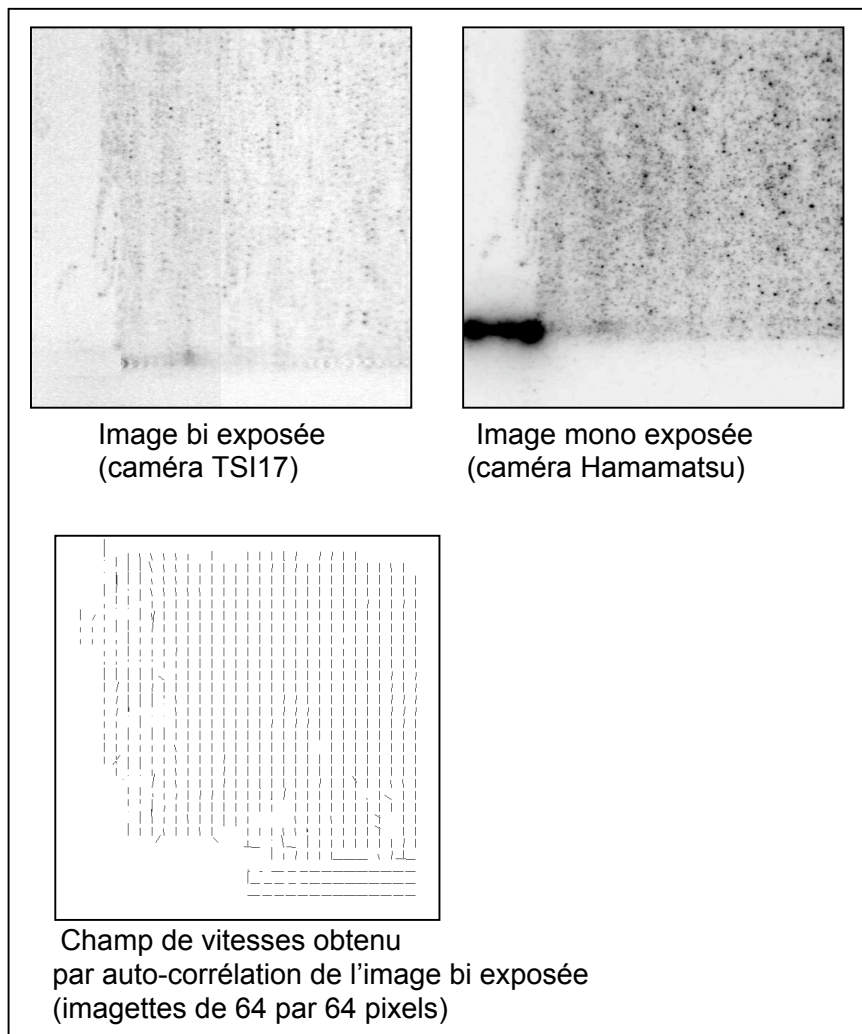 Image bi exposée
(caméra TSI17)
Image mono exposée
(caméra Hamamatsu)
Champ de vitesses obtenu
par auto-corrélation de l'image bi exposée
(imagettes de 64 par 64 pixels)